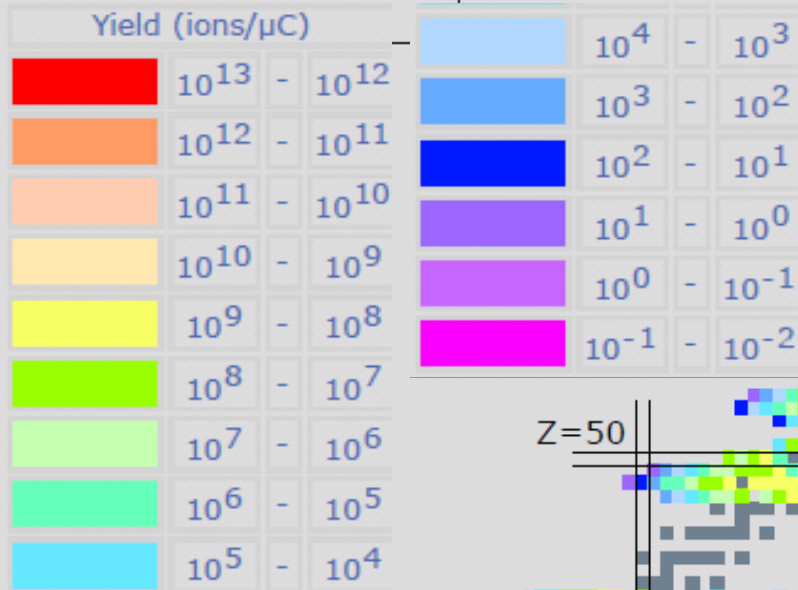 Yield (ions/µC)
10¹³ - 10¹²
10¹² - 10¹¹
10¹¹ - 10¹⁰
10¹⁰ - 10⁹
10⁹ - 10⁸
10⁸ - 10⁷
10⁷ - 10⁶
10⁶ - 10⁵
10⁵ - 10⁴
10⁴ - 10³
10³ - 10²
10² - 10¹
10¹ - 10⁰
10⁰ - 10⁻¹
10⁻¹ - 10⁻²
Z=50